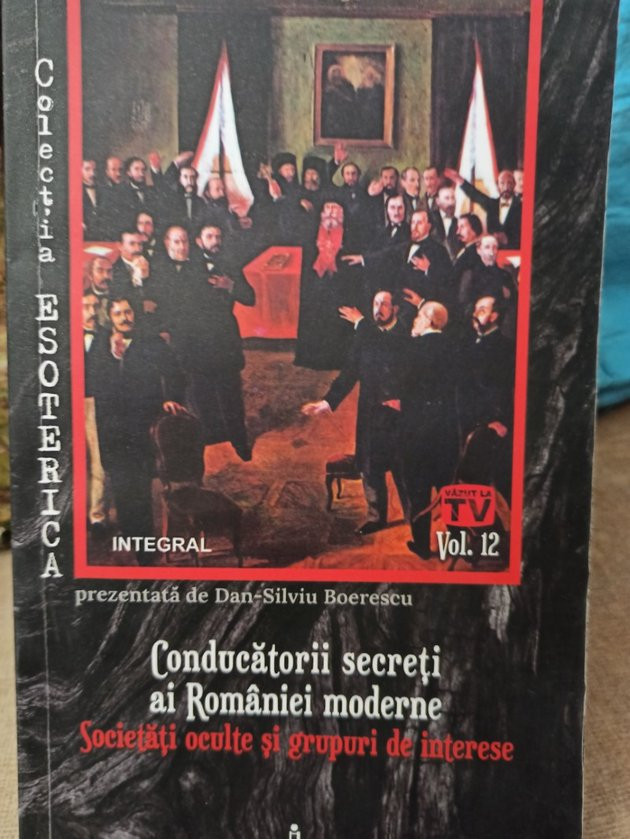 Colecția ESOTERICA
VĂZUT LA
TV
INTEGRAL
Vol. 12
prezentată de Dan-Silviu Boerescu
Conducătorii secreți
ai României moderne
Societăți oculte și grupuri de interese